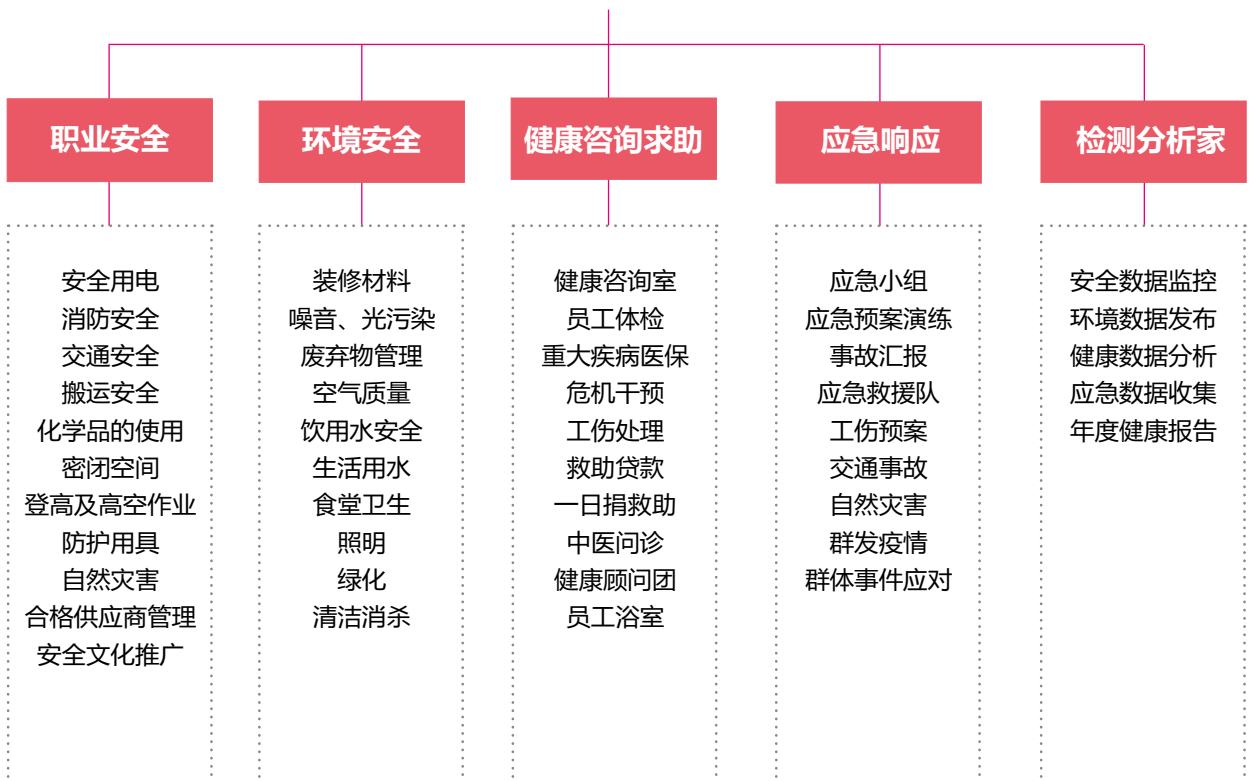 职业安全
安全用电
消防安全
交通安全
搬运安全
化学品的使用
密闭空间
登高及高空作业
防护用具
自然灾害
合格供应商管理
安全文化推广
环境安全
装修材料
噪音、光污染
废弃物管理
空气质量
饮用水安全
生活用水
食堂卫生
照明
绿化
清洁消杀
健康咨询求助
健康咨询室
员工体检
重大疾病医保
危机干预
工伤处理
救助贷款
一日捐救助
中医问诊
健康顾问团
员工浴室
应急响应
应急小组
应急预案演练
事故汇报
应急救援队
工伤预案
交通事故
自然灾害
群发疫情
群体事件应对
检测分析家
安全数据监控
环境数据发布
健康数据分析
应急数据收集
年度健康报告